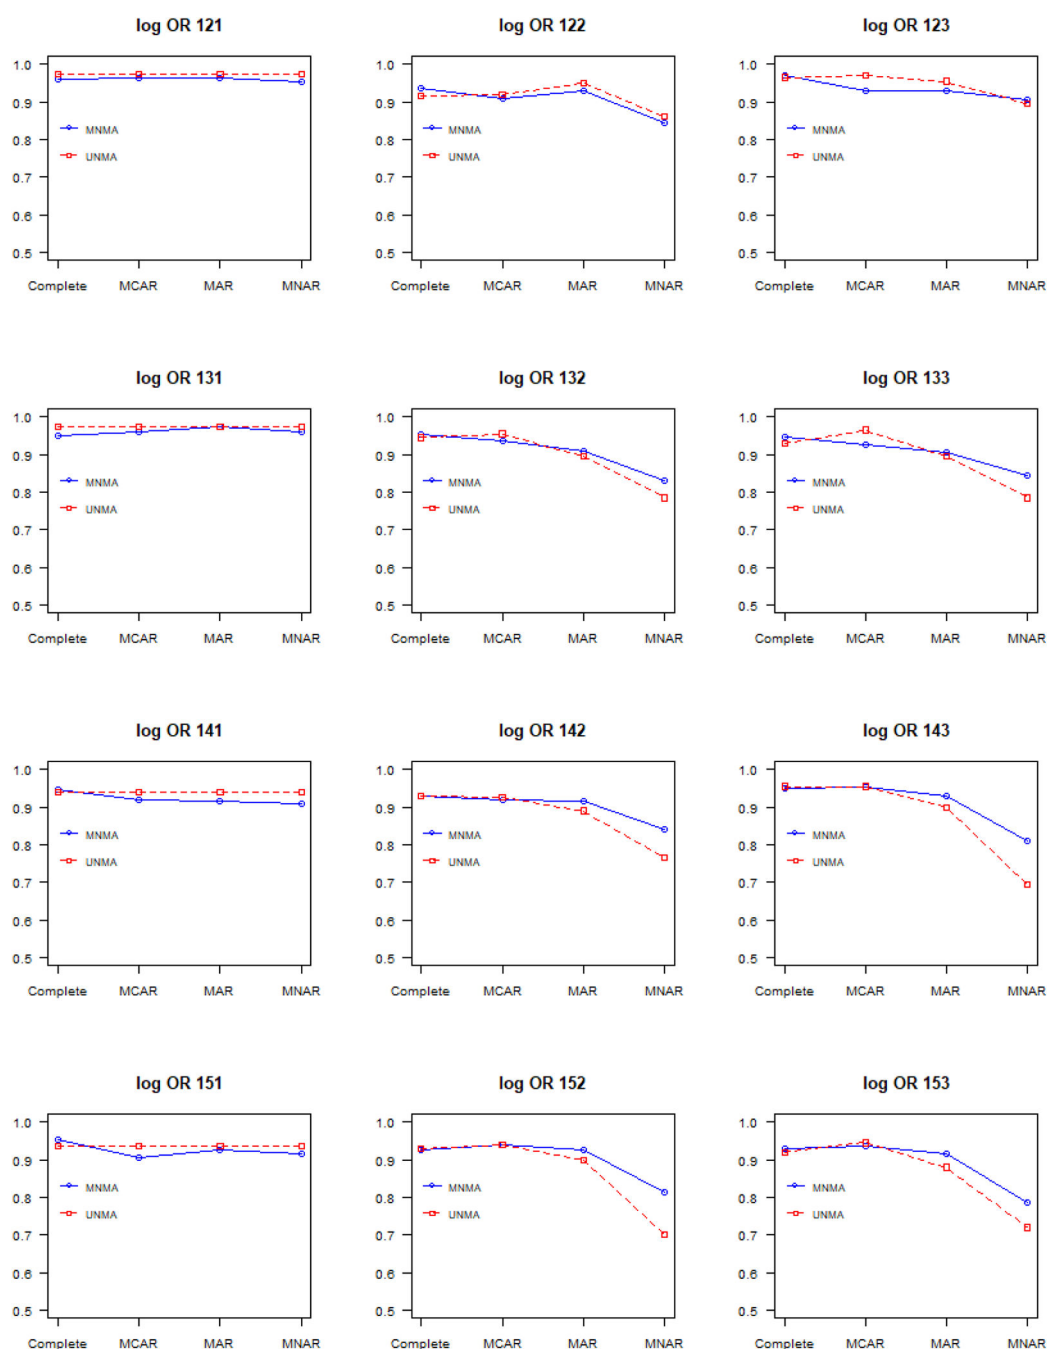 log OR 121
1.0
0.9
0.8
0.7
0.6
0.5
MNMA
UNMA
Complete MCAR MAR MNAR
log OR 122
1.0
0.9
0.8
0.7
0.6
0.5
MNMA
UNMA
Complete MCAR MAR MNAR
log OR 123
1.0
0.9
0.8
0.7
0.6
0.5
MNMA
UNMA
Complete MCAR MAR MNAR
log OR 131
1.0
0.9
0.8
0.7
0.6
0.5
MNMA
UNMA
Complete MCAR MAR MNAR
log OR 132
1.0
0.9
0.8
0.7
0.6
0.5
MNMA
UNMA
Complete MCAR MAR MNAR
log OR 133
1.0
0.9
0.8
0.7
0.6
0.5
MNMA
UNMA
Complete MCAR MAR MNAR
log OR 141
1.0
0.9
0.8
0.7
0.6
0.5
MNMA
UNMA
Complete MCAR MAR MNAR
log OR 142
1.0
0.9
0.8
0.7
0.6
0.5
MNMA
UNMA
Complete MCAR MAR MNAR
log OR 143
1.0
0.9
0.8
0.7
0.6
0.5
MNMA
UNMA
Complete MCAR MAR MNAR
log OR 151
1.0
0.9
0.8
0.7
0.6
0.5
MNMA
UNMA
Complete MCAR MAR MNAR
log OR 152
1.0
0.9
0.8
0.7
0.6
0.5
MNMA
UNMA
Complete MCAR MAR MNAR
log OR 153
1.0
0.9
0.8
0.7
0.6
0.5
MNMA
UNMA
Complete MCAR MAR MNAR